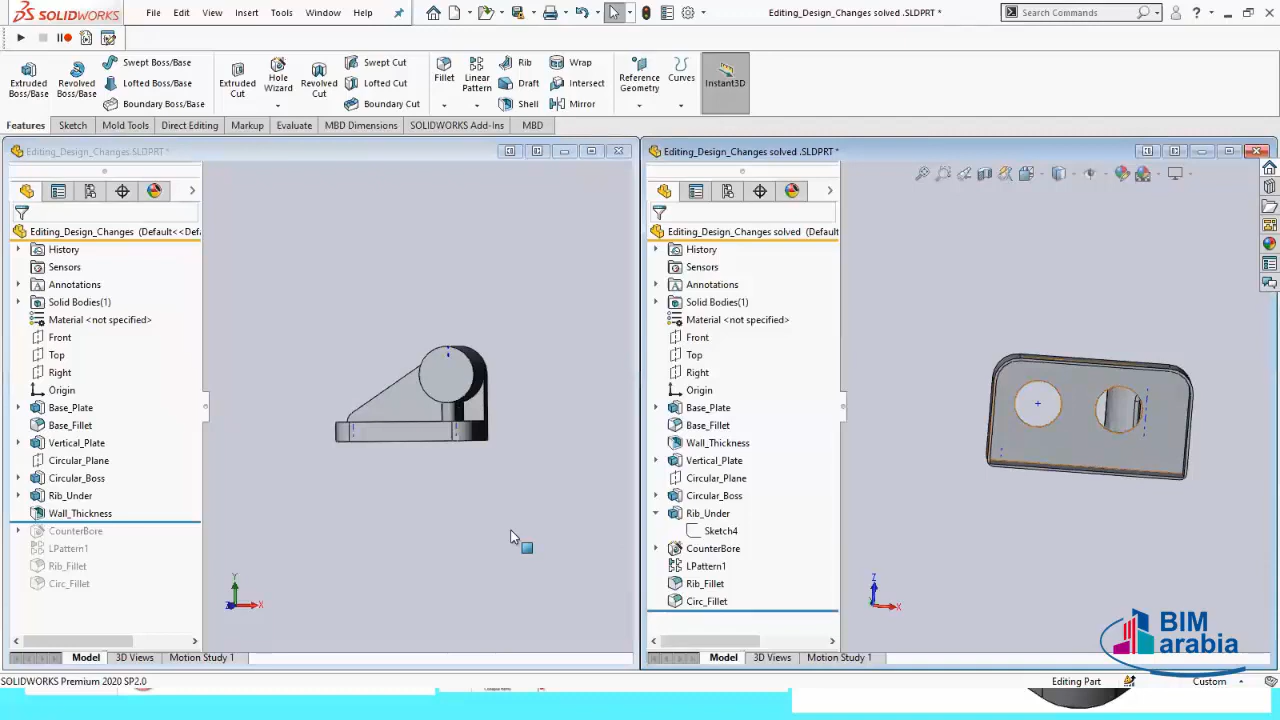 SOLIDWORKS
File Edit View Insert Tools Window Help
Editing_Design_Changes solved .SLDPRT *
Search Commands
Extruded Boss/Base
Revolved Boss/Base
Swept Boss/Base
Lofted Boss/Base
Boundary Boss/Base
Extruded Cut
Hole Wizard
Revolved Cut
Swept Cut
Lofted Cut
Boundary Cut
Fillet
Linear Pattern
Rib
Draft
Shell
Wrap
Intersect
Mirror
Reference Geometry
Curves
Instant3D
Features Sketch Mold Tools Direct Editing Markup Evaluate MBD Dimensions SOLIDWORKS Add-Ins MBD
Editing_Design_Changes.SLDPRT *
Editing_Design_Changes (Default<<Def
History
Sensors
Annotations
Solid Bodies(1)
Material <not specified>
Front
Top
Right
Origin
Base_Plate
Base_Fillet
Vertical_Plate
Circular_Plane
Circular_Boss
Rib_Under
Wall_Thickness
CounterBore
LPattern1
Rib_Fillet
Circ_Fillet
Y
Z
X
Model 3D Views Motion Study 1
Editing_Design_Changes solved .SLDPRT *
Editing_Design_Changes solved (Default
History
Sensors
Annotations
Solid Bodies(1)
Material <not specified>
Front
Top
Right
Origin
Base_Plate
Base_Fillet
Wall_Thickness
Vertical_Plate
Circular_Plane
Circular_Boss
Rib_Under
Sketch4
CounterBore
LPattern1
Rib_Fillet
Circ_Fillet
Z
X
Model 3D Views Motion Study 1
BIM
arabia
SOLIDWORKS Premium 2020 SP2.0
Editing Part
Custom